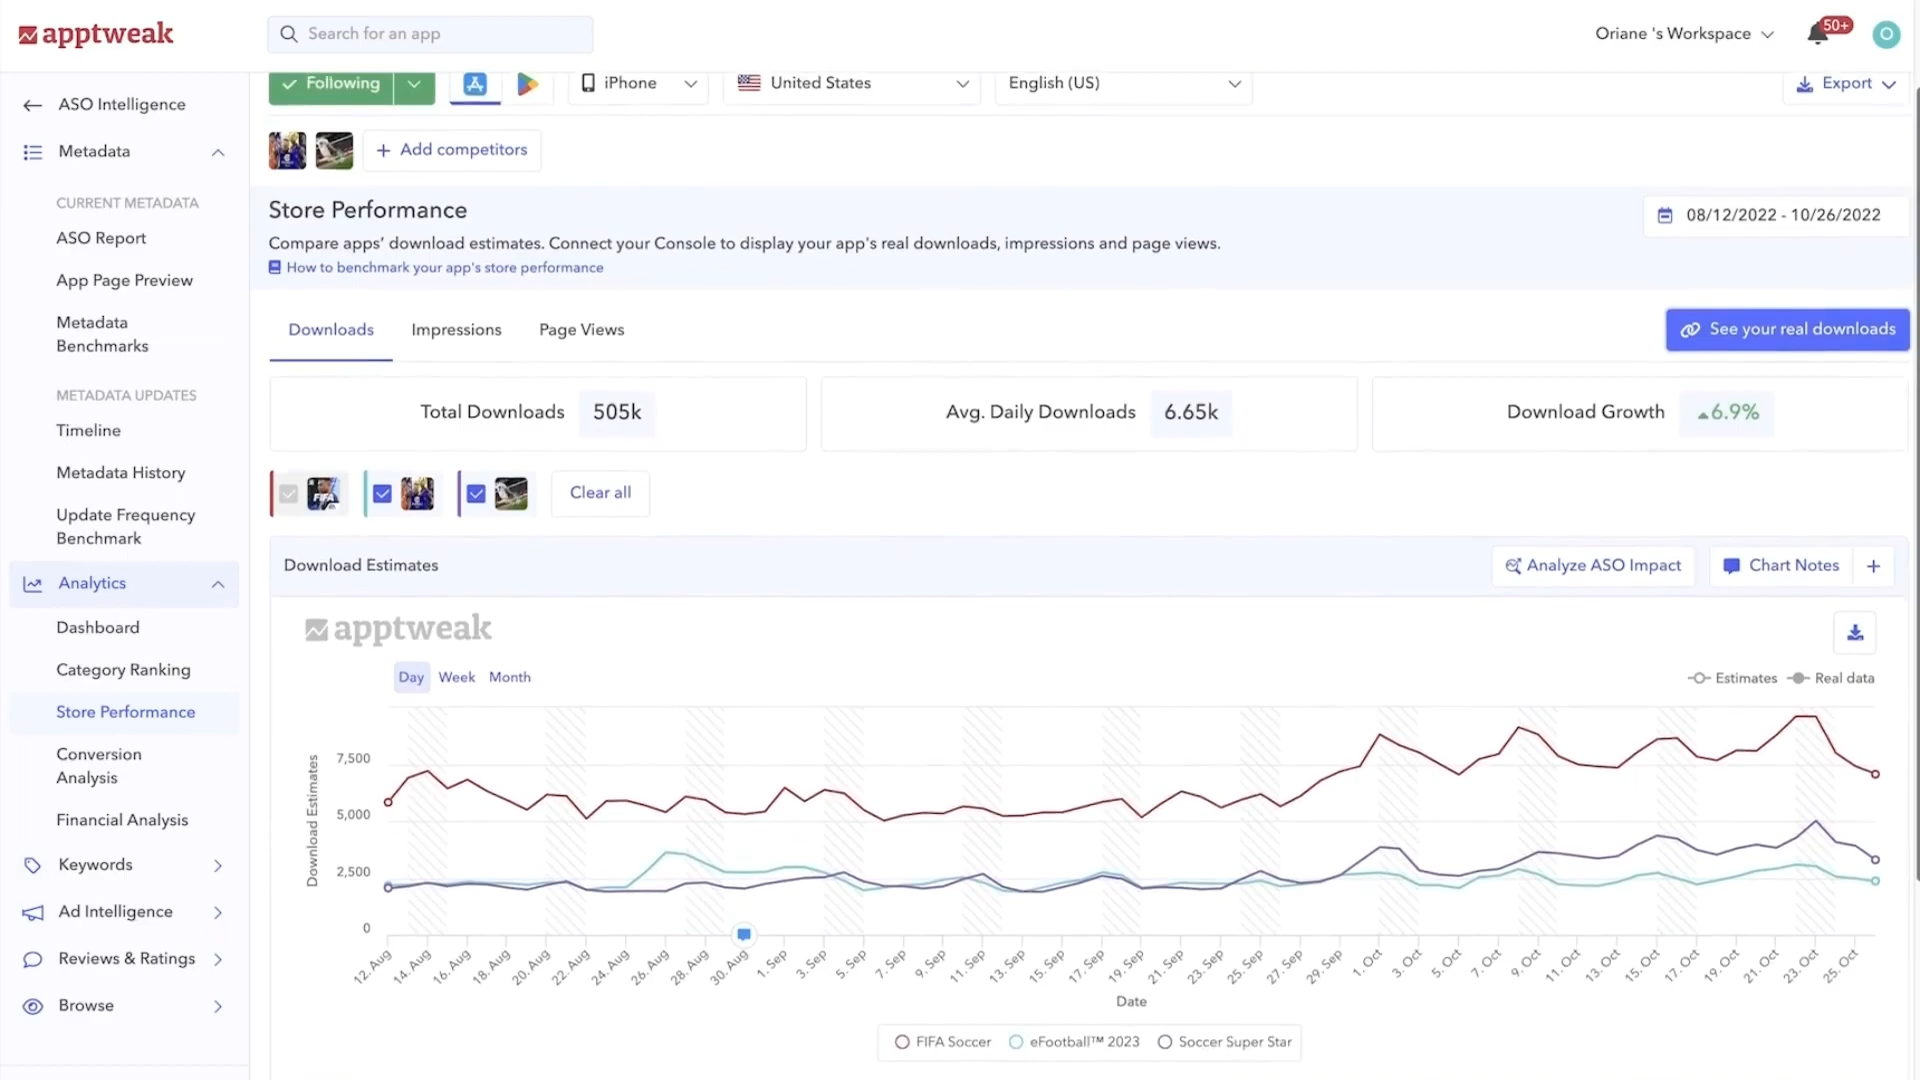 apptweak
Search for an app
Oriane 's Workspace
50+
O
ASO Intelligence
Metadata
CURRENT METADATA
ASO Report
App Page Preview
Metadata
Benchmarks
METADATA UPDATES
Timeline
Metadata History
Update Frequency
Benchmark
Analytics
Dashboard
Category Ranking
Store Performance
Conversion
Analysis
Financial Analysis
Keywords
Ad Intelligence
Reviews & Ratings
Browse
Following
iPhone
United States
English (US)
Export
Add competitors
Store Performance
08/12/2022 - 10/26/2022
Compare apps’ download estimates. Connect your Console to display your app's real downloads, impressions and page views.
How to benchmark your app's store performance
Downloads
Impressions
Page Views
See your real downloads
Total Downloads 505k
Avg. Daily Downloads 6.65k
Download Growth 6.9%
FIFA
Clear all
Download Estimates
Analyze ASO Impact
Chart Notes
+
apptweak
Day Week Month
Estimates Real data
Download Estimates
7,500
5,000
2,500
0
12. Aug 14. Aug 16. Aug 18. Aug 20. Aug 22. Aug 24. Aug 26. Aug 28. Aug 30. Aug 1. Sep 3. Sep 5. Sep 7. Sep 9. Sep 11. Sep 13. Sep 15. Sep 17. Sep 19. Sep 21. Sep 23. Sep 25. Sep 27. Sep 29. Sep 1. Oct 3. Oct 5. Oct 7. Oct 9. Oct 11. Oct 13. Oct 15. Oct 17. Oct 19. Oct 21. Oct 23. Oct 25. Oct
Date
FIFA Soccer eFootball™ 2023 Soccer Super Star